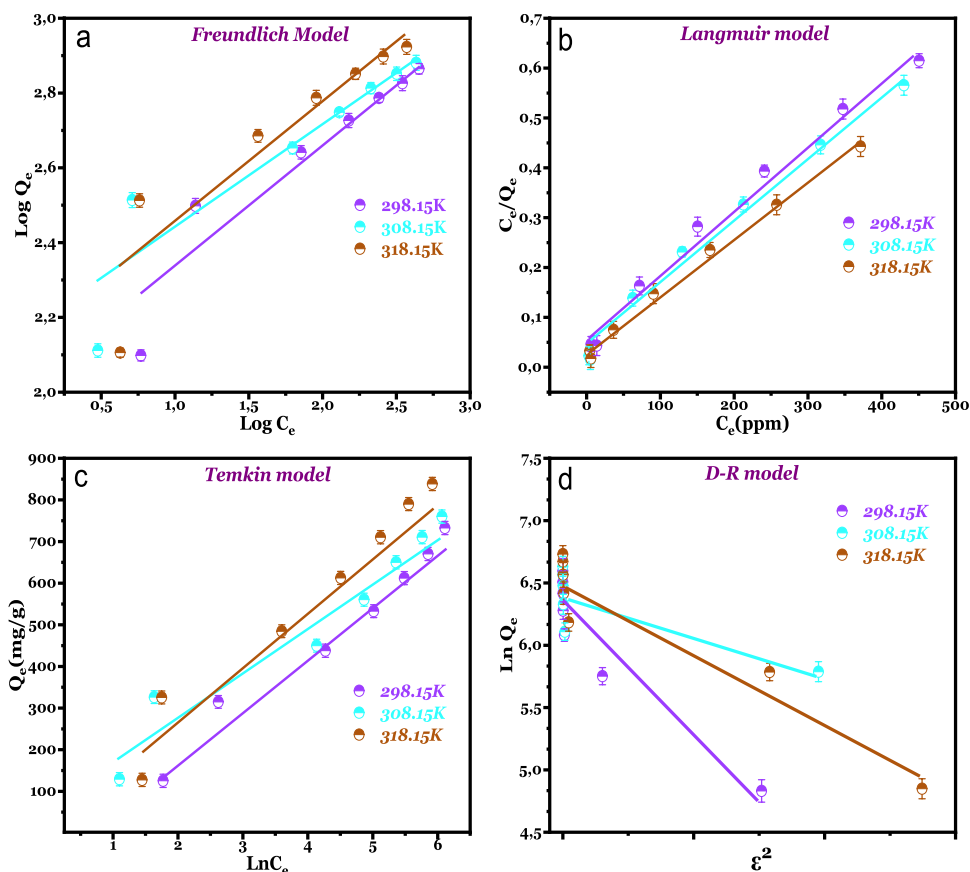 a
Freundlich Model
3,0
2,8
2,6
2,4
2,2
2,0
Log Qe
298.15K
308.15K
318.15K
0,5
1,0
1,5
2,0
2,5
3,0
Log Ce
b
Langmuir model
0,6
0,5
0,4
0,3
0,2
0,1
0,0
Ce/Qe
298.15K
308.15K
318.15K
0
100
200
300
400
500
Ce(ppm)
c
Temkin model
900
800
700
600
500
400
300
200
100
Qe(mg/g)
298.15K
308.15K
318.15K
1
2
3
4
5
6
LnCe
d
D-R model
7,5
7,0
6,5
6,0
5,5
5,0
4,5
Ln Qe
298.15K
308.15K
318.15K
ε²